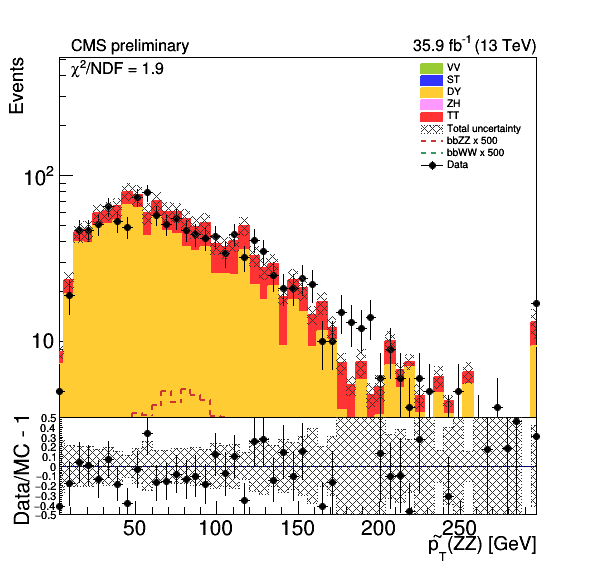 CMS preliminary
35.9 fb⁻¹ (13 TeV)
χ²/NDF = 1.9
Events
VV
ST
DY
ZH
TT
Total uncertainty
bbZZ x 500
bbWW x 500
Data
10²
10
Data/MC - 1
0.5
0.4
0.3
0.2
0.1
0
-0.1
-0.2
-0.3
-0.4
-0.5
50 100 150 200 250
p̃_T(ZZ) [GeV]